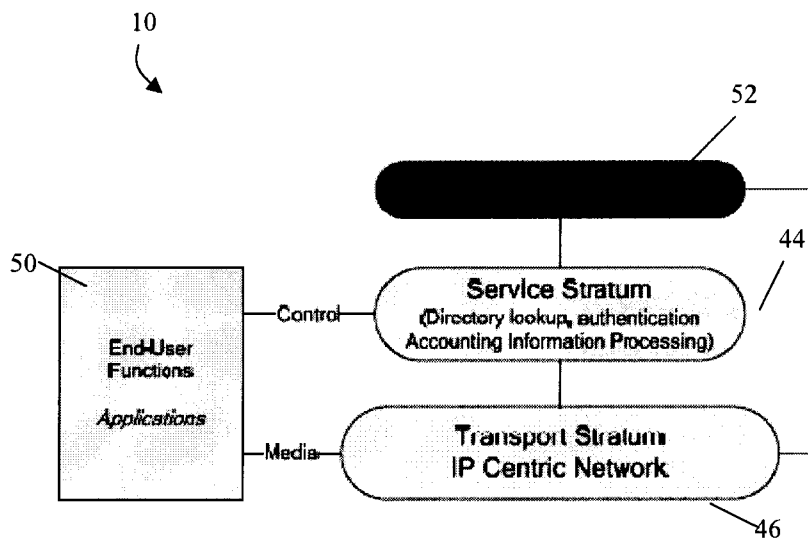 10
52
44
50
Service Stratum
(Directory lookup, authentication
Accounting Information Processing)
Control
End-User
Functions
Applications
Media
Transport Stratum
IP Centric Network
46